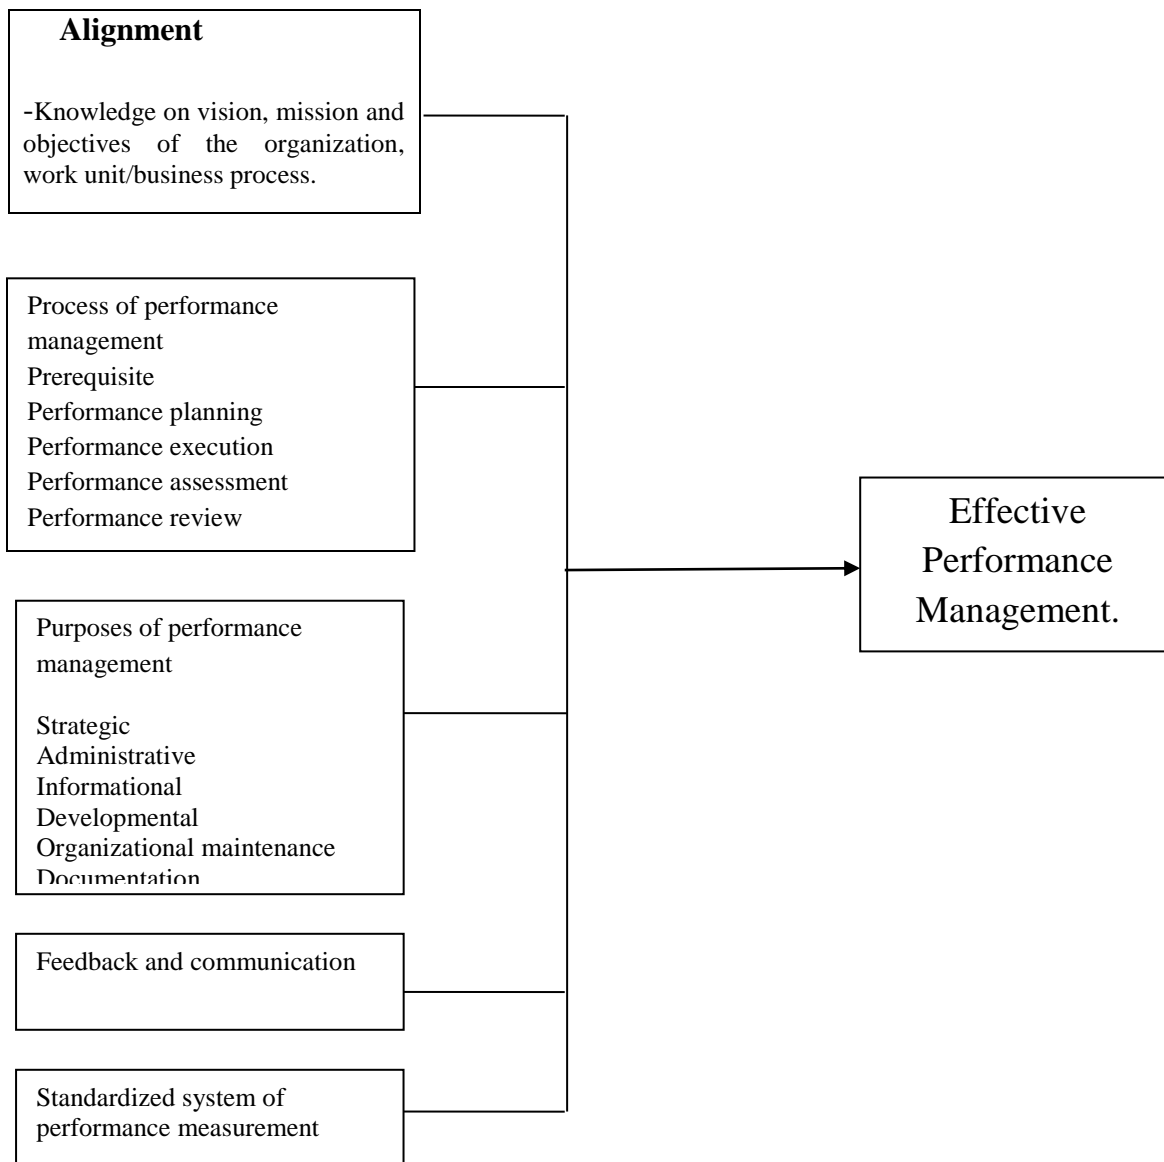 Alignment
-Knowledge on vision, mission and
objectives of the organization,
work unit/business process.
Process of performance
management
Prerequisite
Performance planning
Performance execution
Performance assessment
Performance review
Purposes of performance
management
Strategic
Administrative
Informational
Developmental
Organizational maintenance
Documentation
Feedback and communication
Standardized system of
performance measurement
Effective
Performance
Management.